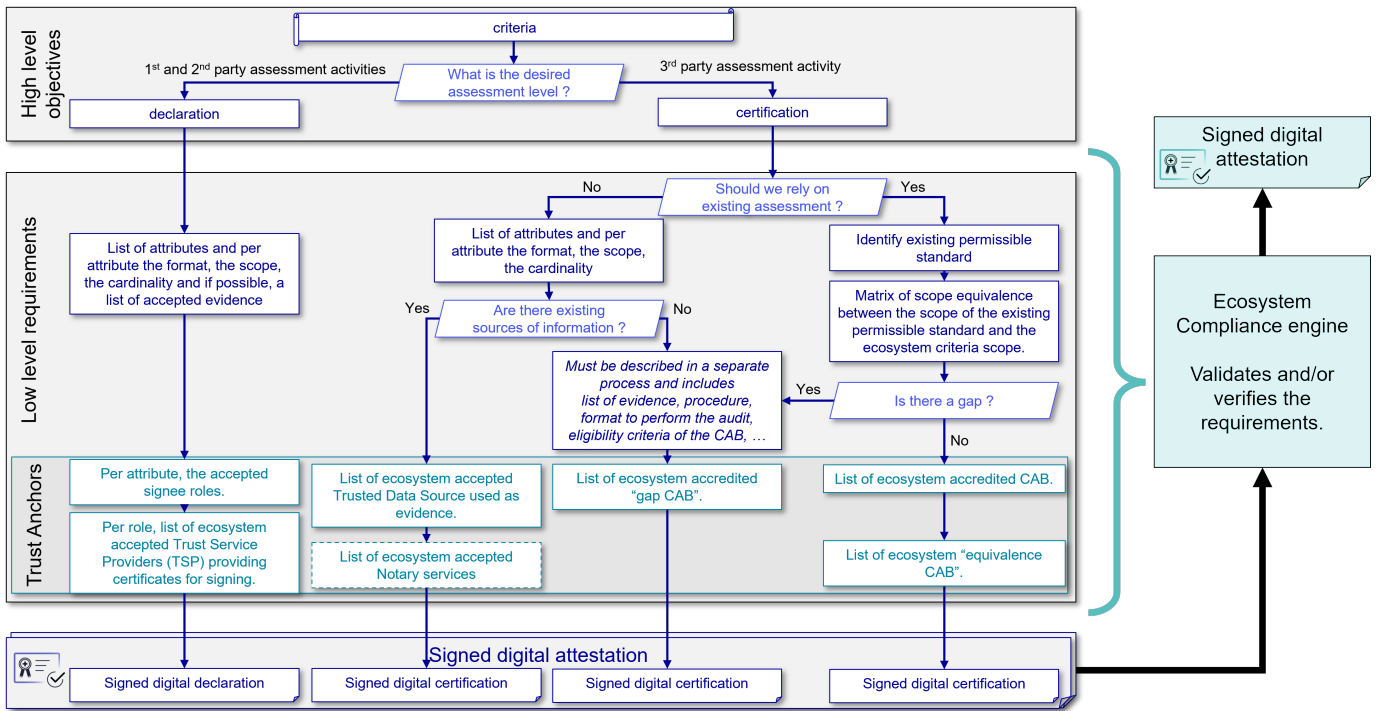 High level
objectives
criteria
1st and 2nd party assessment activities
What is the desired
assessment level ?
3rd party assessment activity
declaration
certification
Low level requirements
No
Should we rely on
existing assessment ?
Yes
List of attributes and per
attribute the format, the scope,
the cardinality and if possible, a
list of accepted evidence
List of attributes and per
attribute the format, the scope,
the cardinality
Identify existing permissible
standard
Yes
Are there existing
sources of information ?
No
Matrix of scope equivalence
between the scope of the existing
permissible standard and the
ecosystem criteria scope.
Must be described in a separate
process and includes
list of evidence, procedure,
format to perform the audit,
eligibility criteria of the CAB, …
Yes
Is there a gap ?
No
Trust Anchors
Per attribute, the accepted
signee roles.
Per role, list of ecosystem
accepted Trust Service
Providers (TSP) providing
certificates for signing.
List of ecosystem accepted
Trusted Data Source used as
evidence.
List of ecosystem accepted
Notary services
List of ecosystem accredited
“gap CAB”.
List of ecosystem accredited CAB.
List of ecosystem “equivalence
CAB”.
Signed digital attestation
Signed digital declaration
Signed digital certification
Signed digital certification
Signed digital certification
Signed digital
attestation
Ecosystem
Compliance engine
Validates and/or
verifies the
requirements.